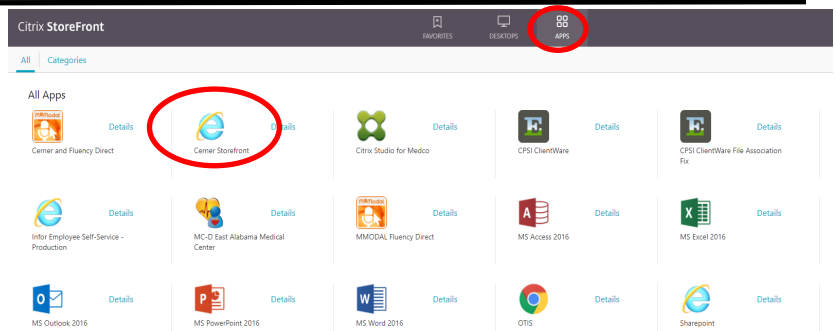 Citrix StoreFront
FAVORITES
DESKTOPS
APPS
All
Categories
All Apps
MModal
Details
Details
Details
E
Details
E
Details
Cerner and Fluency Direct
Cerner Storefront
Citrix Studio for Medco
CPSI ClientWare
CPSI ClientWare File Association
Fix
Details
Details
MModal
Details
A
Details
X
Details
Infor Employee Self-Service -
Production
MC-D East Alabama Medical
Center
MMODAL Fluency Direct
MS Access 2016
MS Excel 2016
O
Details
P
Details
W
Details
Details
Details
MS Outlook 2016
MS PowerPoint 2016
MS Word 2016
OTIS
Sharepoint